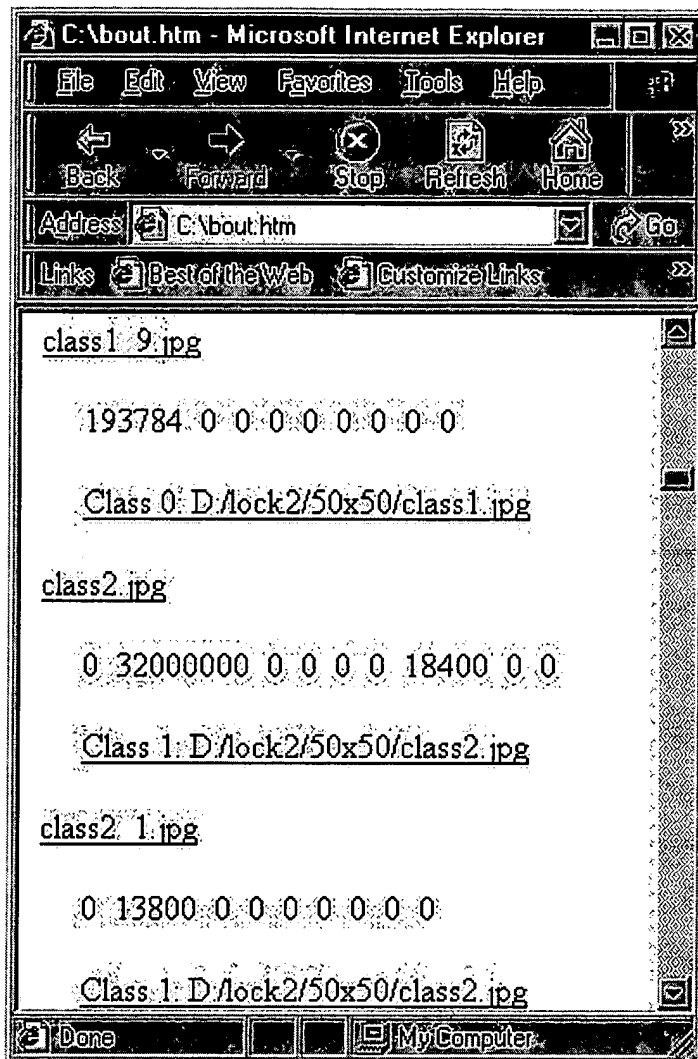 C:\bout.htm - Microsoft Internet Explorer
File Edit View Favorites Tools Help
Back Forward Stop Refresh Home
Address C:\bout.htm Go
Links Best of the Web Customize Links
class1_9.jpg
193784 0 0 0 0 0 0 0 0
Class 0: D:/lock2/50x50/class1.jpg
class2.jpg
0 32000000 0 0 0 0 18400 0 0
Class 1: D:/lock2/50x50/class2.jpg
class2_1.jpg
0 13800 0 0 0 0 0 0 0
Class 1: D:/lock2/50x50/class2.jpg
Done My Computer